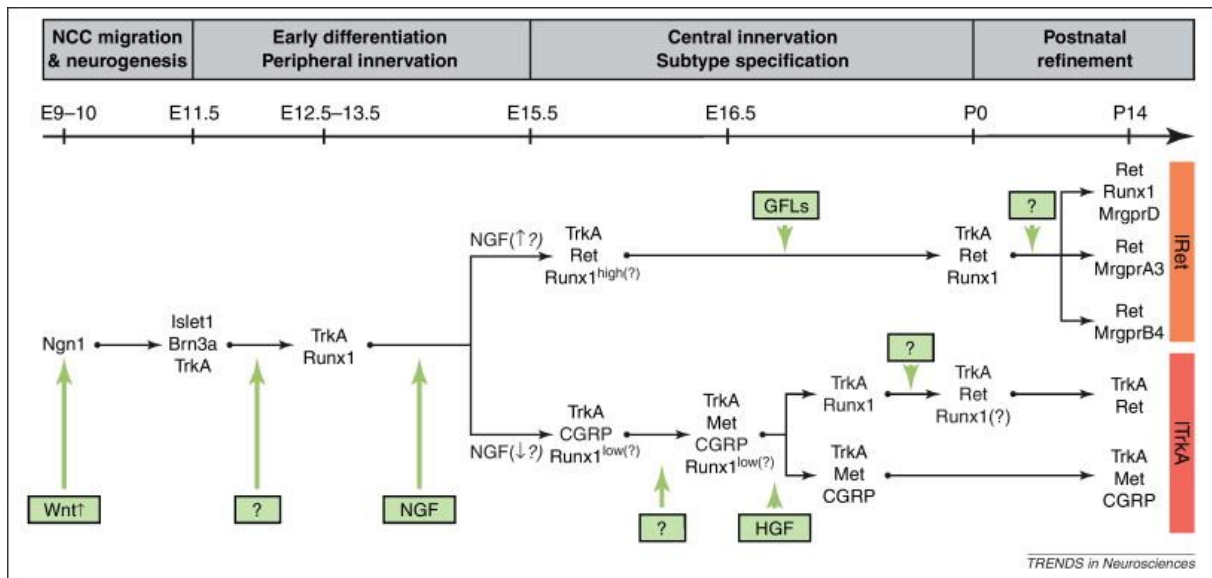 NCC migration
& neurogenesis
Early differentiation
Peripheral innervation
Central innervation
Subtype specification
Postnatal
refinement
E9–10
E11.5
E12.5–13.5
E15.5
E16.5
P0
P14
Ngn1
Wnt↑
Islet1
Brn3a
TrkA
?
TrkA
Runx1
NGF
NGF(↑?)
TrkA
Ret
Runx1high(?)
GFLs
TrkA
Ret
Runx1
?
Ret
Runx1
MrgprD
Ret
MrgprA3
Ret
MrgprB4
lRet
NGF(↓?)
TrkA
CGRP
Runx1low(?)
?
TrkA
Met
CGRP
Runx1low(?)
HGF
TrkA
Runx1
?
TrkA
Ret
Runx1(?)
TrkA
Ret
TrkA
Met
CGRP
TrkA
Met
CGRP
lTrkA
TRENDS in Neurosciences